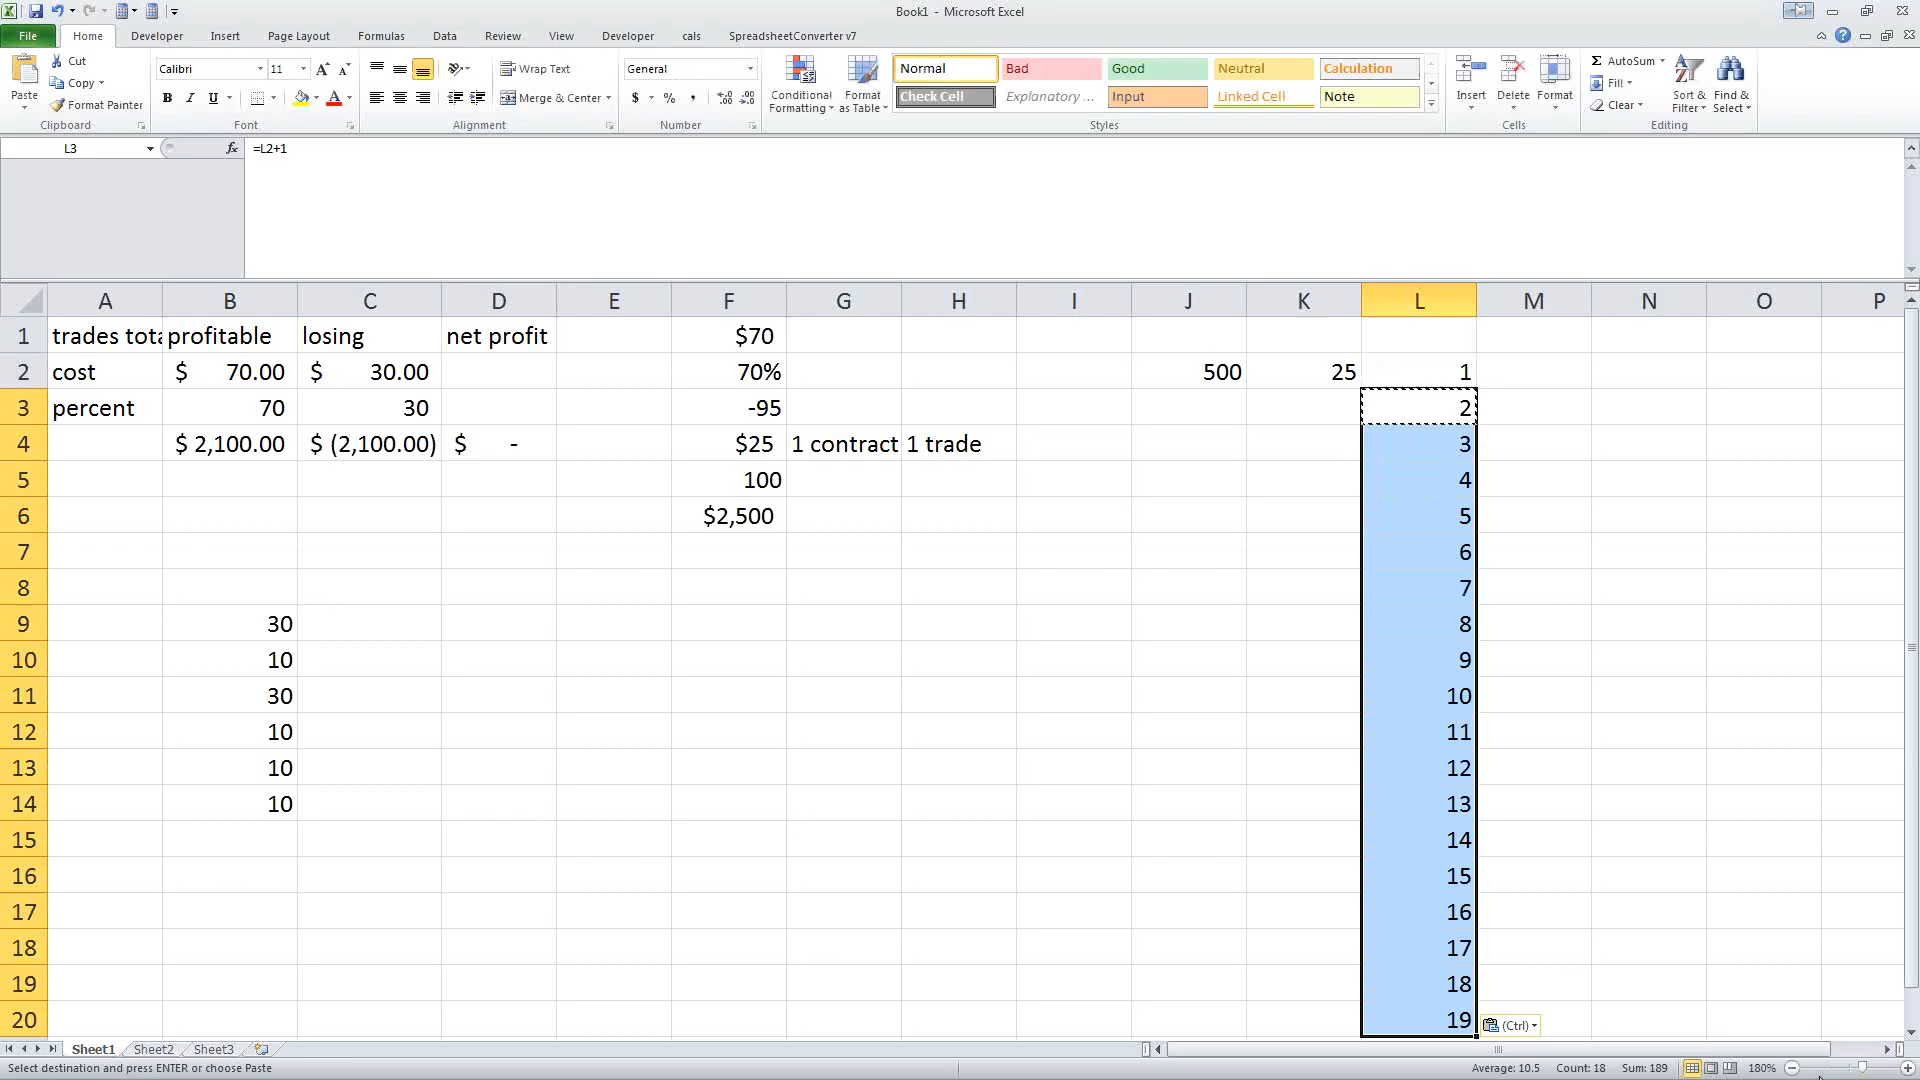 Book1 - Microsoft Excel
File Home Developer Insert Page Layout Formulas Data Review View Developer cals SpreadsheetConverter v7
Paste
Cut
Copy
Format Painter
Clipboard
Calibri 11 A A
B I U A
Font
Wrap Text
Merge & Center
Alignment
General
$ % , .0 .00 .00 .0
Number
Conditional Formatting
Format as Table
Normal Bad Good Neutral Calculation
Check Cell Explanatory ... Input Linked Cell Note
Styles
Insert Delete Format
Cells
Σ AutoSum
Fill
Clear
Sort & Filter
Find & Select
Editing
L3 fx =L2+1
A B C D E F G H I J K L M N O P
1 trades tota profitable losing net profit $70
2 cost $ 70.00 $ 30.00 70% 500 25 1
3 percent 70 30 -95 2
4 $ 2,100.00 $ (2,100.00) $ - $25 1 contract 1 trade 3
5 100 4
6 $2,500 5
7 6
8 7
9 30 8
10 10 9
11 30 10
12 10 11
13 10 12
14 10 13
15 14
16 15
17 16
18 17
19 18
20 19 (Ctrl)
Sheet1 Sheet2 Sheet3
Select destination and press ENTER or choose Paste Average: 10.5 Count: 18 Sum: 189 180%